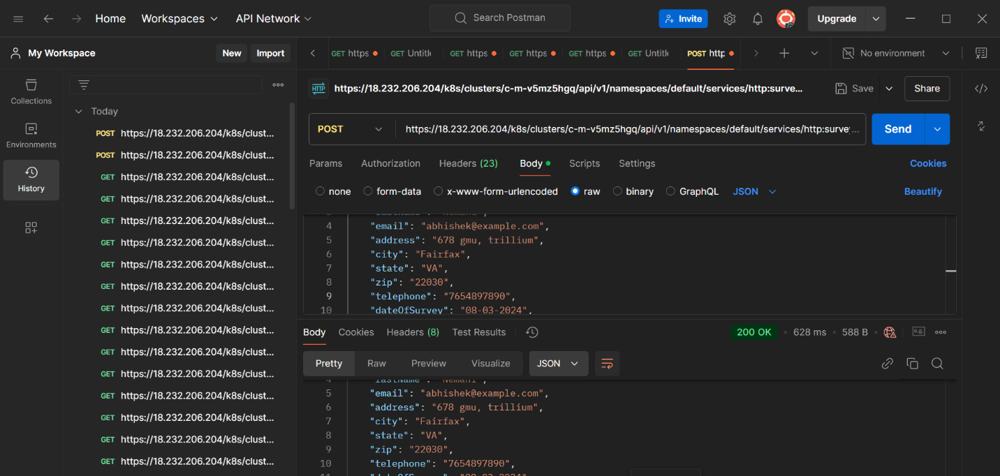 Home Workspaces API Network Search Postman Invite Upgrade
My Workspace New Import
GET https GET Untitle GET https GET https GET https GET Untitl POST http No environment
Collections
Environments
History
Today
POST https://18.232.206.204/k8s/clust...
POST https://18.232.206.204/k8s/clust...
GET https://18.232.206.204/k8s/clust...
GET https://18.232.206.204/k8s/clust...
GET https://18.232.206.204/k8s/clust...
GET https://18.232.206.204/k8s/clust...
GET https://18.232.206.204/k8s/clust...
GET https://18.232.206.204/k8s/clust...
GET https://18.232.206.204/k8s/clust...
GET https://18.232.206.204/k8s/clust...
GET https://18.232.206.204/k8s/clust...
GET https://18.232.206.204/k8s/clust...
GET https://18.232.206.204/k8s/clust...
GET https://18.232.206.204/k8s/clust...
GET https://18.232.206.204/k8s/clust...
GET https://18.232.206.204/k8s/clust...
HTTP https://18.232.206.204/k8s/clusters/c-m-v5mz5hgq/api/v1/namespaces/default/services/http:surve... Save Share
POST https://18.232.206.204/k8s/clusters/c-m-v5mz5hgq/api/v1/namespaces/default/services/http:surve... Send
Params Authorization Headers (23) Body Scripts Settings Cookies
none form-data x-www-form-urlencoded raw binary GraphQL JSON Beautify
"lastName": "Nemani",
4 "email": "abhishek@example.com",
5 "address": "678 gmu, trillium",
6 "city": "Fairfax",
7 "state": "VA",
8 "zip": "22030",
9 "telephone": "7654897890",
10 "dateOfSurvey": "08-03-2024",
Body Cookies Headers (8) Test Results 200 OK • 628 ms • 588 B • e.g.
Pretty Raw Preview Visualize JSON
4 "lastName": "Nemani",
5 "email": "abhishek@example.com",
6 "address": "678 gmu, trillium",
7 "city": "Fairfax",
8 "state": "VA",
9 "zip": "22030",
10 "telephone": "7654897890",
11 "dateOfSurvey": "08-03-2024",